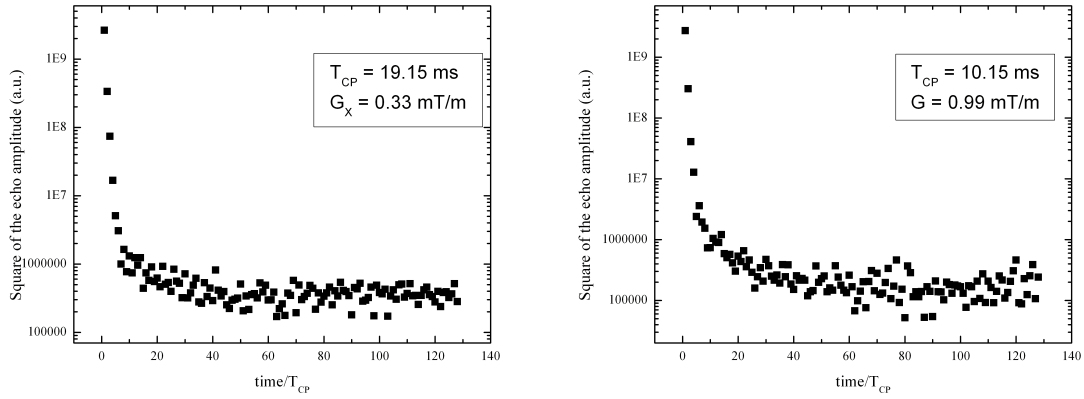 1E9
1E8
1E7
1000000
100000
Square of the echo amplitude (a.u.)
T_CP = 19.15 ms
G_X = 0.33 mT/m
0 20 40 60 80 100 120 140
time/T_CP
1E9
1E8
1E7
1000000
100000
Square of the echo amplitude (a.u.)
T_CP = 10.15 ms
G = 0.99 mT/m
0 20 40 60 80 100 120 140
time/T_CP